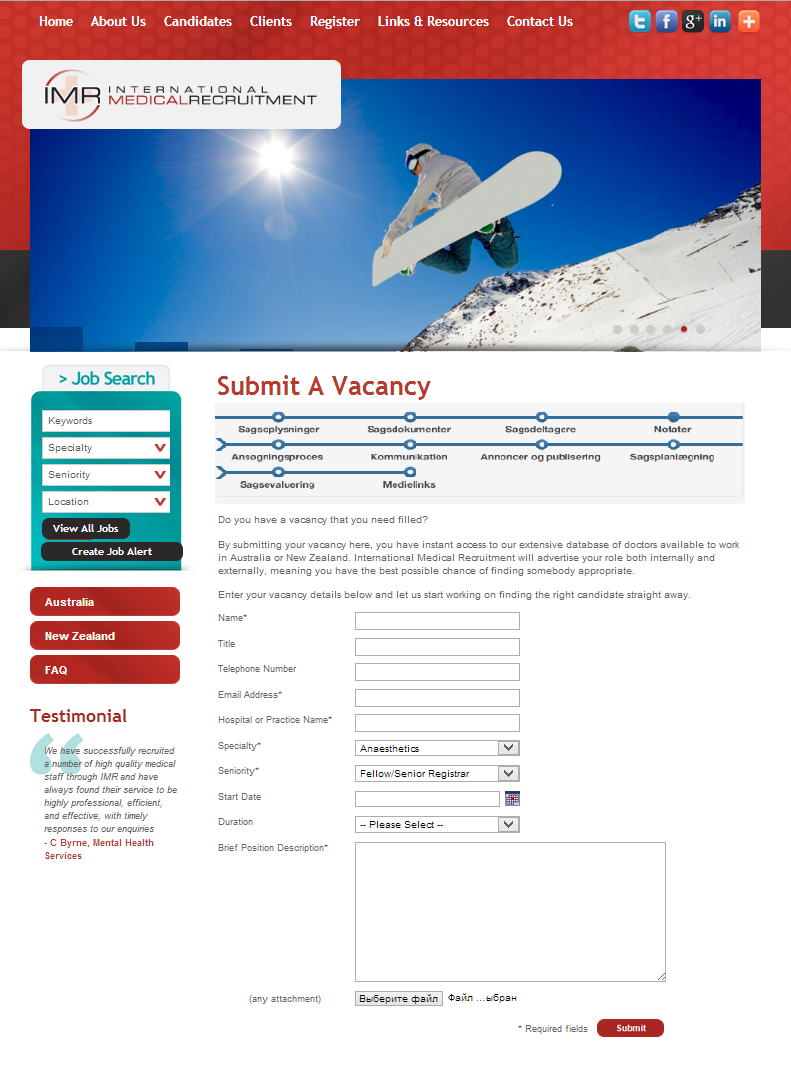 Home About Us Candidates Clients Register Links & Resources Contact Us
IMR INTERNATIONAL
MEDICALRECRUITMENT
> Job Search
Keywords
Specialty
Seniority
Location
View All Jobs
Create Job Alert
Australia
New Zealand
FAQ
Testimonial
We have successfully recruited
a number of high quality medical
staff through IMR and have
always found their service to be
highly professional, efficient,
and effective, with timely
responses to our enquiries
- C Byrne, Mental Health
Services
Submit A Vacancy
Sagsoplysninger Sagsdokumenter Sagsdeltagere Notater
Ansøgningsproces Kommunikation Annoncer og publisering Sagsplanlægning
Sagsevaluering Medielinks
Do you have a vacancy that you need filled?
By submitting your vacancy here, you have instant access to our extensive database of doctors available to work
in Australia or New Zealand. International Medical Recruitment will advertise your role both internally and
externally, meaning you have the best possible chance of finding somebody appropriate.
Enter your vacancy details below and let us start working on finding the right candidate straight away.
Name*
Title
Telephone Number
Email Address*
Hospital or Practice Name*
Specialty* Anaesthetics
Seniority* Fellow/Senior Registrar
Start Date
Duration -- Please Select --
Brief Position Description*
(any attachment) Выберите файл Файл ...ыбран
* Required fields Submit